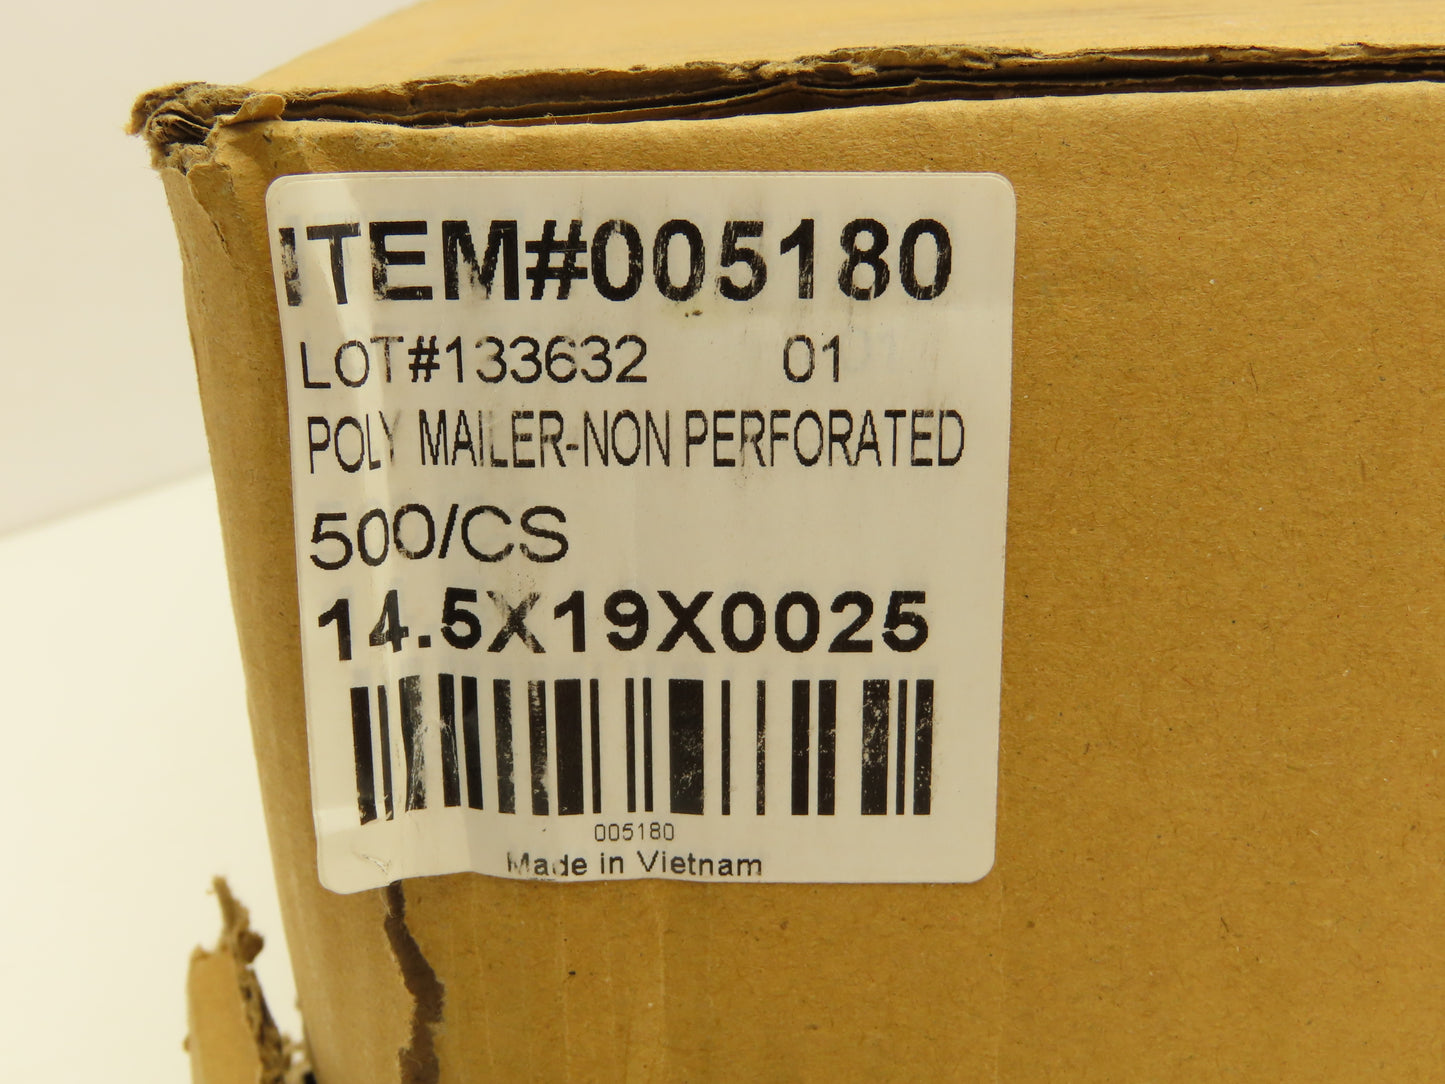 ITEM#005180
LOT#133632 01
POLY MAILER-NON PERFORATED
500/CS
14.5X19X0025
005180
Made in Vietnam